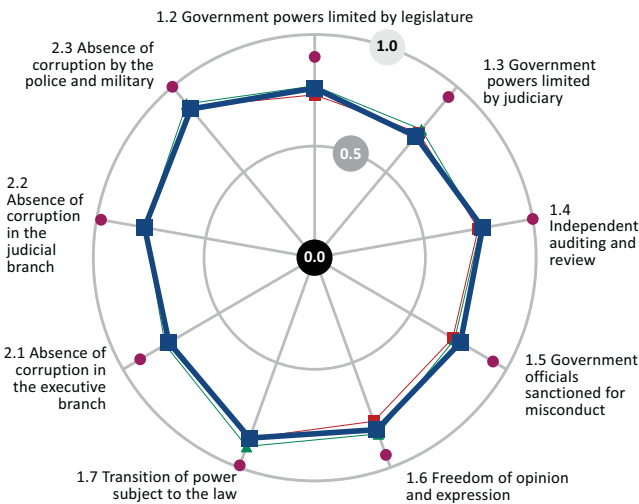 1.2 Government powers limited by legislature
1.0
0.5
0.0
1.3 Government
powers limited
by judiciary
1.4
Independent
auditing and
review
1.5 Government
officials
sanctioned for
misconduct
1.6 Freedom of opinion
and expression
1.7 Transition of power
subject to the law
2.1 Absence of
corruption in
the executive
branch
2.2
Absence of
corruption
in the
judicial
branch
2.3 Absence of
corruption by the
police and military